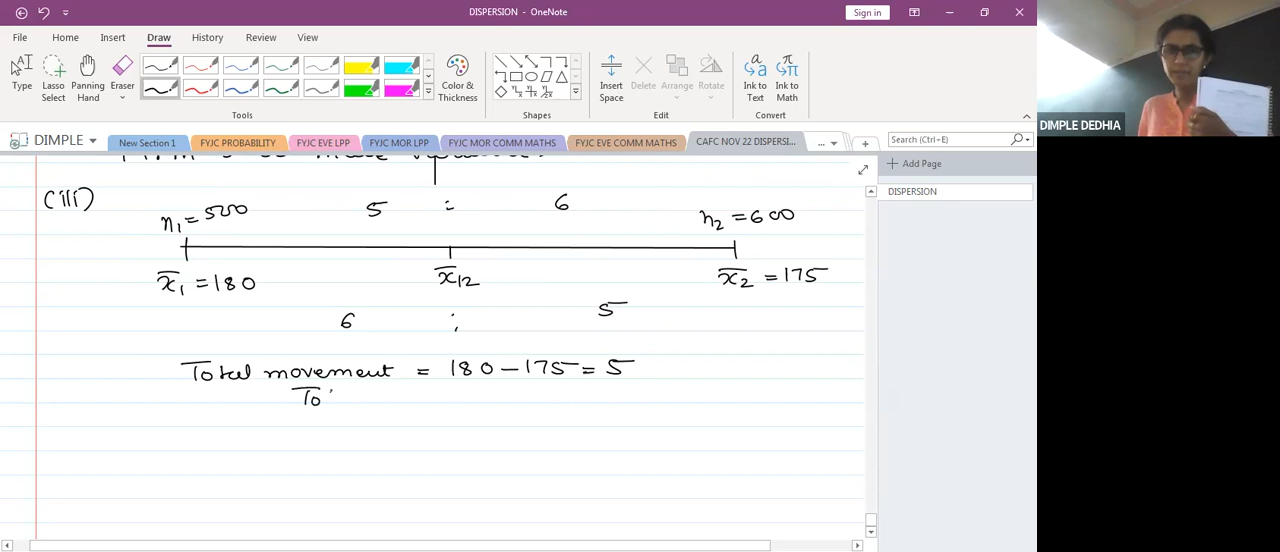 DISPERSION - OneNote
Sign in
File Home Insert Draw History Review View
Type
Lasso Select
Panning Hand
Eraser
Color & Thickness
Insert Space
Delete
Arrange
Rotate
Ink to Text
Ink to Math
Tools
Shapes
Edit
Convert
DIMPLE
New Section 1
FYJC PROBABILITY
FYJC EVE LPP
FYJC MOR LPP
FYJC MOR COMM MATHS
FYJC EVE COMM MATHS
CAFC NOV 22 DISPERSI...
Search (Ctrl+E)
Add Page
DISPERSION
DIMPLE DEDHIA
(iii)
n₁ = 500 5 : 6 n₂ = 600
x̅₁ = 180 x̅₁₂ x̅₂ = 175
6 : 5
Total movement = 180 - 175 = 5
To